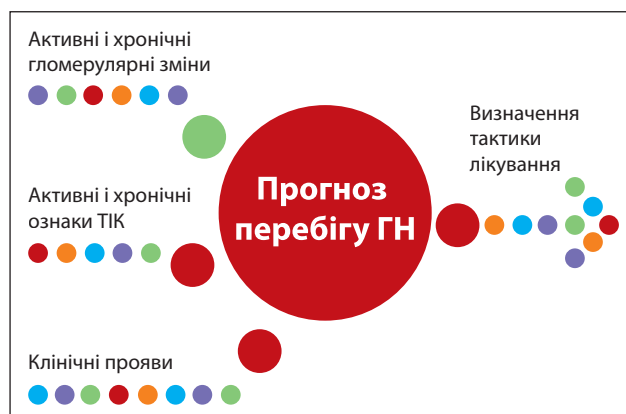 Активні і хронічні
гломерулярні зміни
Активні і хронічні
ознаки ТІК
Клінічні прояви
Прогноз
перебігу ГН
Визначення
тактики
лікування